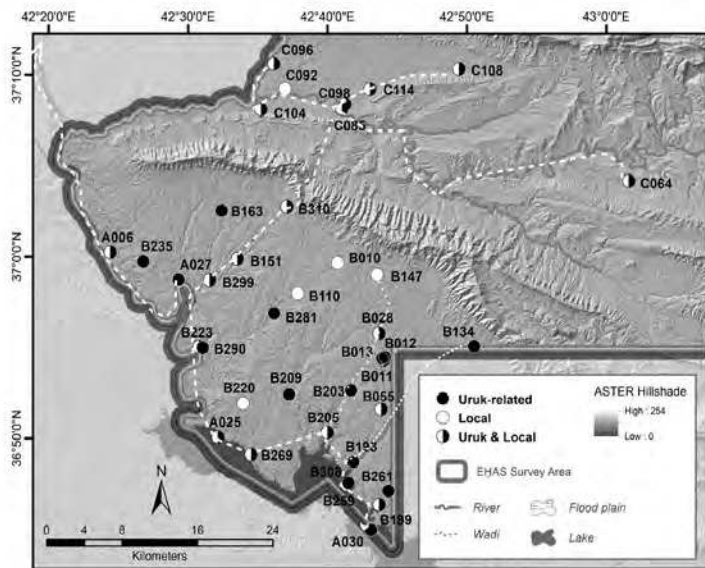 42°20'0"E 42°30'0"E 42°40'0"E 42°50'0"E 43°0'0"E
37°10'0"N
37°0'0"N
36°50'0"N
C096
C092
C108
C098
C114
C104
C083
C064
B163
B310
A006
B235
A027
B151
B010
B299
B147
B110
B281
B028
B134
B223
B012
B013
B290
B011
B220
B209
B203
B055
B205
A025
B269
B183
B308
B261
B259
B189
A030
N
0 4 8 16 24
Kilometers
Uruk-related
Local
Uruk & Local
ASTER Hillshade
High : 254
Low : 0
EHAS Survey Area
River
Flood plain
Wadi
Lake